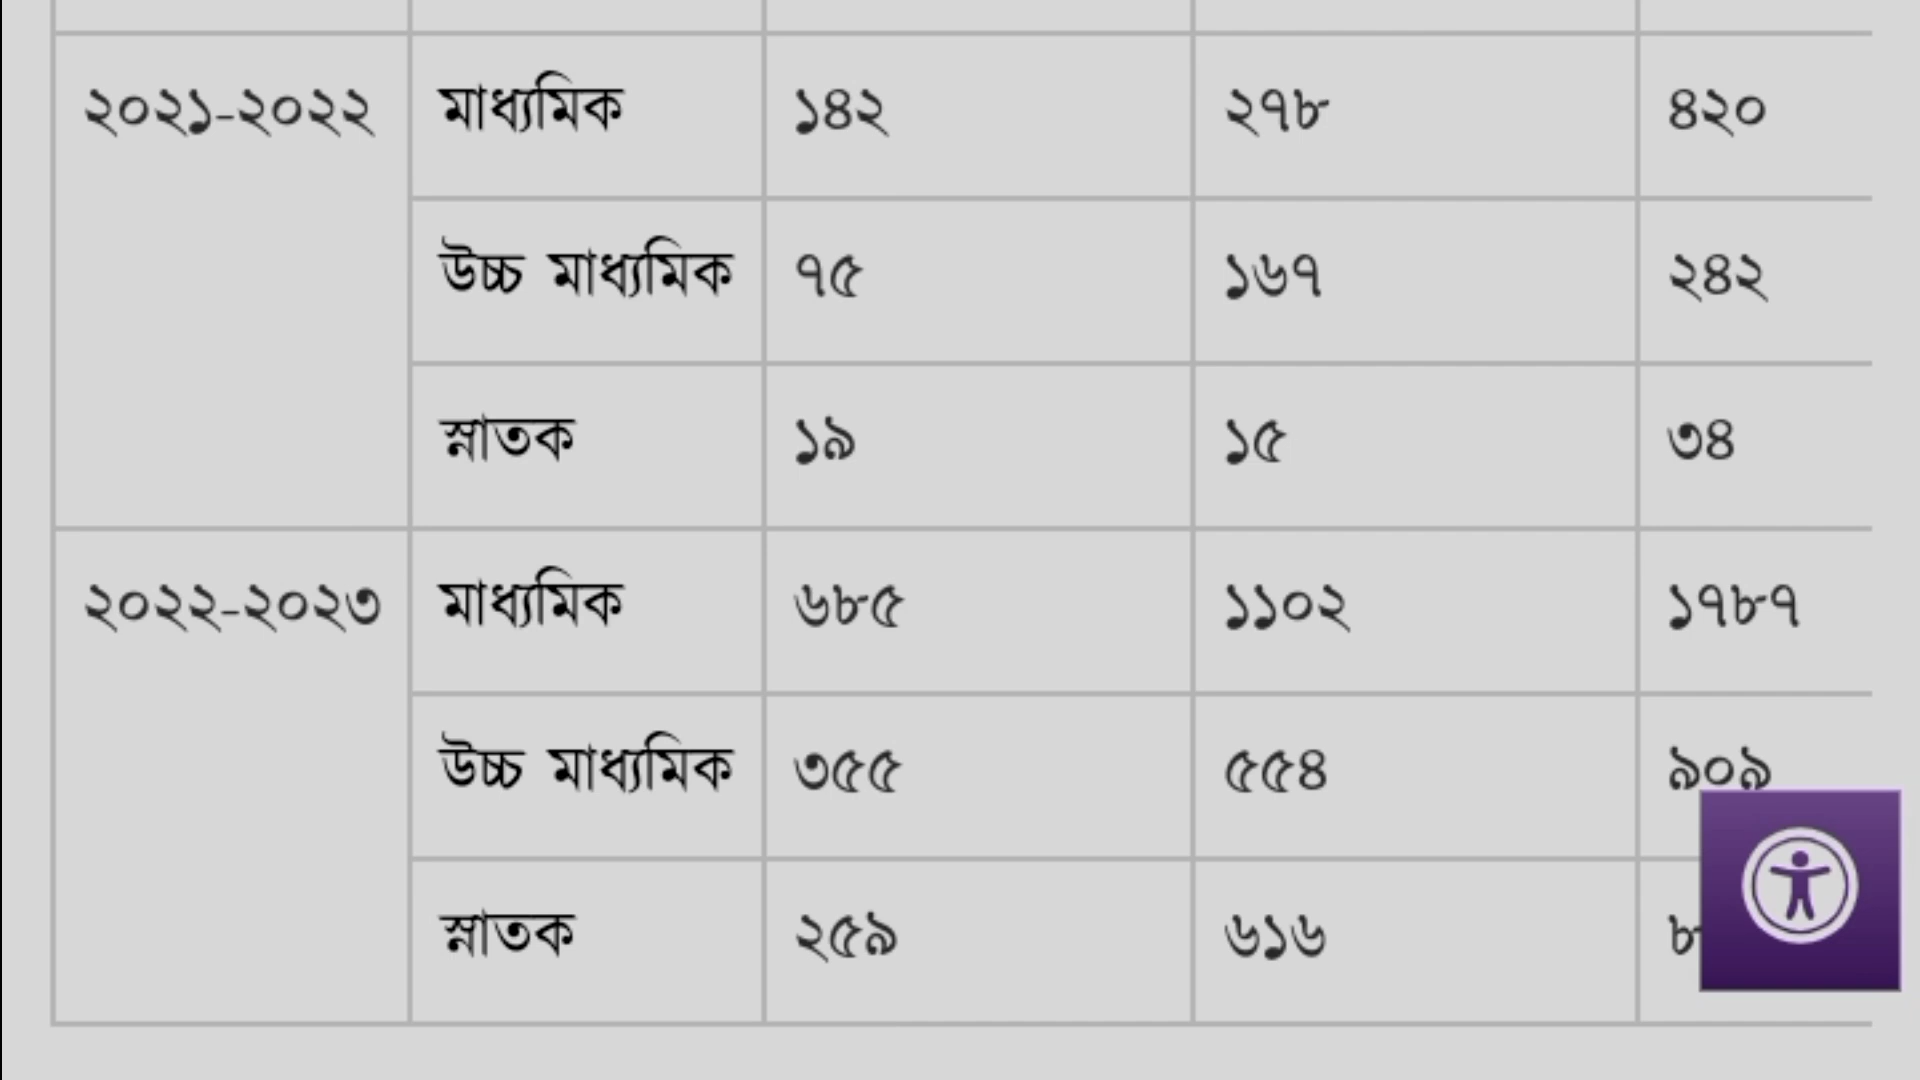 ২০২১-২০২২ মাধ্যমিক ১৪২ ২৭৮ ৪২০
উচ্চ মাধ্যমিক ৭৫ ১৬৭ ২৪২
স্নাতক ১৯ ১৫ ৩৪
২০২২-২০২৩ মাধ্যমিক ৬৮৫ ১১০২ ১৭৮৭
উচ্চ মাধ্যমিক ৩৫৫ ৫৫৪ ৯০৯
স্নাতক ২৫৯ ৬১৬